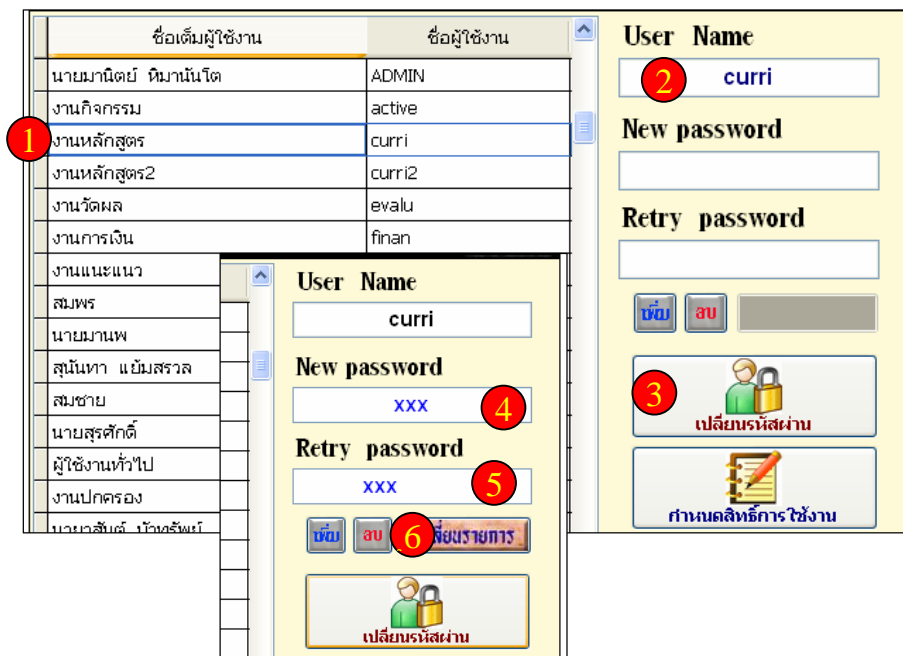 ชื่อเต็มผู้ใช้งาน ชื่อผู้ใช้งาน
นายมานิตย์ หิมานันโต ADMIN
งานกิจกรรม active
1 งานหลักสูตร curri
งานหลักสูตร2 curri2
งานวัดผล evalu
งานการเงิน finan
งานแนะแนว
สมพร
นายมานพ
สุนันทา แย้มสรวล
สมชาย
นายสุรศักดิ์
ผู้ใช้งานทั่วไป
งานปกครอง
User Name
2 curri
New password
Retry password
เพิ่ม ลบ
3 เปลี่ยนรหัสผ่าน
กำหนดสิทธิ์การใช้งาน
User Name
curri
New password
xxx 4
Retry password
xxx 5
เพิ่ม ลบ 6 ลี่ยนรายการ
เปลี่ยนรหัสผ่าน